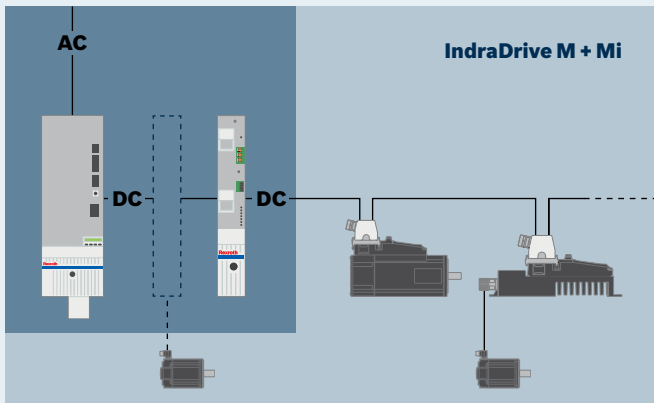 AC
IndraDrive M + Mi
DC
DC
Rexroth
Rexroth